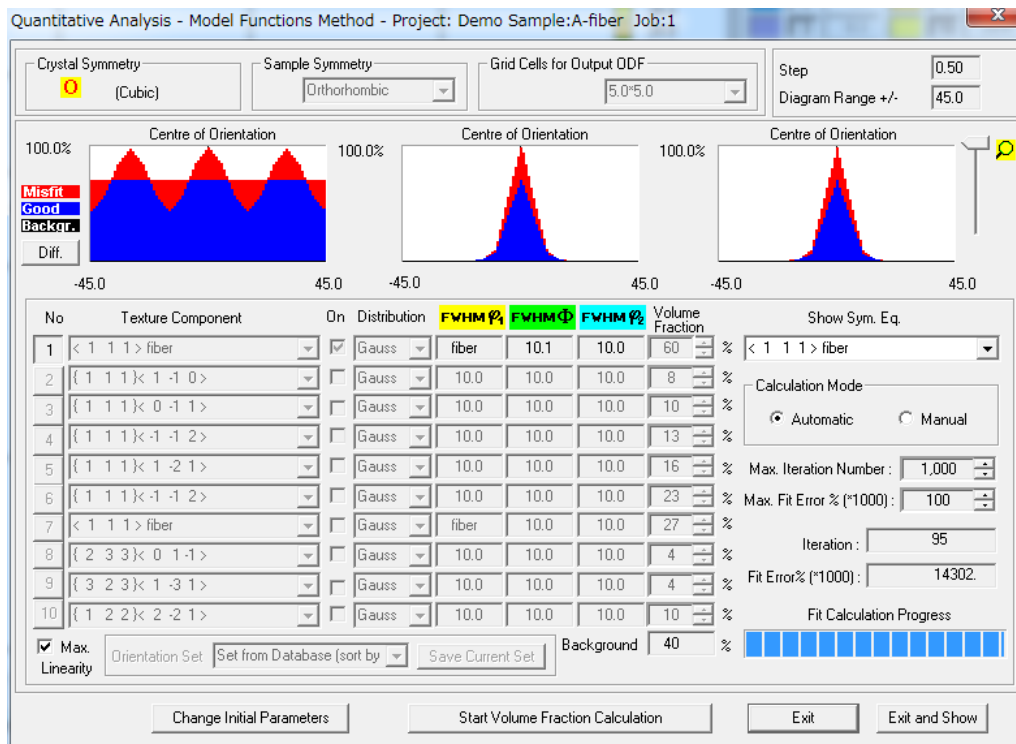 Quantitative Analysis - Model Functions Method - Project: Demo Sample:A-fiber Job:1
Crystal Symmetry
O (Cubic)
Sample Symmetry
Orthorhombic
Grid Cells for Output ODF
5.0*5.0
Step 0.50
Diagram Range +/- 45.0
Centre of Orientation Centre of Orientation Centre of Orientation
100.0% 100.0% 100.0%
Misfit
Good
Backgr.
Diff.
-45.0 45.0 -45.0 45.0 -45.0 45.0
No Texture Component On Distribution FWHM φ1 FWHM Φ FWHM φ2 Volume Fraction
1 < 1 1 1 > fiber Gauss fiber 10.1 10.0 60 %
2 { 1 1 1 }< 1 -1 0 > Gauss 10.0 10.0 10.0 8 %
3 { 1 1 1 }< 0 -1 1 > Gauss 10.0 10.0 10.0 10 %
4 { 1 1 1 }< -1 -1 2 > Gauss 10.0 10.0 10.0 13 %
5 { 1 1 1 }< 1 -2 1 > Gauss 10.0 10.0 10.0 16 %
6 { 1 1 1 }< -1 -1 2 > Gauss 10.0 10.0 10.0 23 %
7 < 1 1 1 > fiber Gauss fiber 10.0 10.0 27 %
8 { 2 3 3 }< 0 1 -1 > Gauss 10.0 10.0 10.0 4 %
9 { 3 2 3 }< 1 -3 1 > Gauss 10.0 10.0 10.0 4 %
10 { 1 2 2 }< 2 -2 1 > Gauss 10.0 10.0 10.0 10 %
Show Sym. Eq.
< 1 1 1 > fiber
Calculation Mode
Automatic Manual
Max. Iteration Number : 1,000
Max. Fit Error % (*1000) : 100
Iteration : 95
Fit Error% (*1000) : 14302.
Fit Calculation Progress
Max. Linearity
Orientation Set Set from Database (sort by Save Current Set
Background 40 %
Change Initial Parameters Start Volume Fraction Calculation Exit Exit and Show